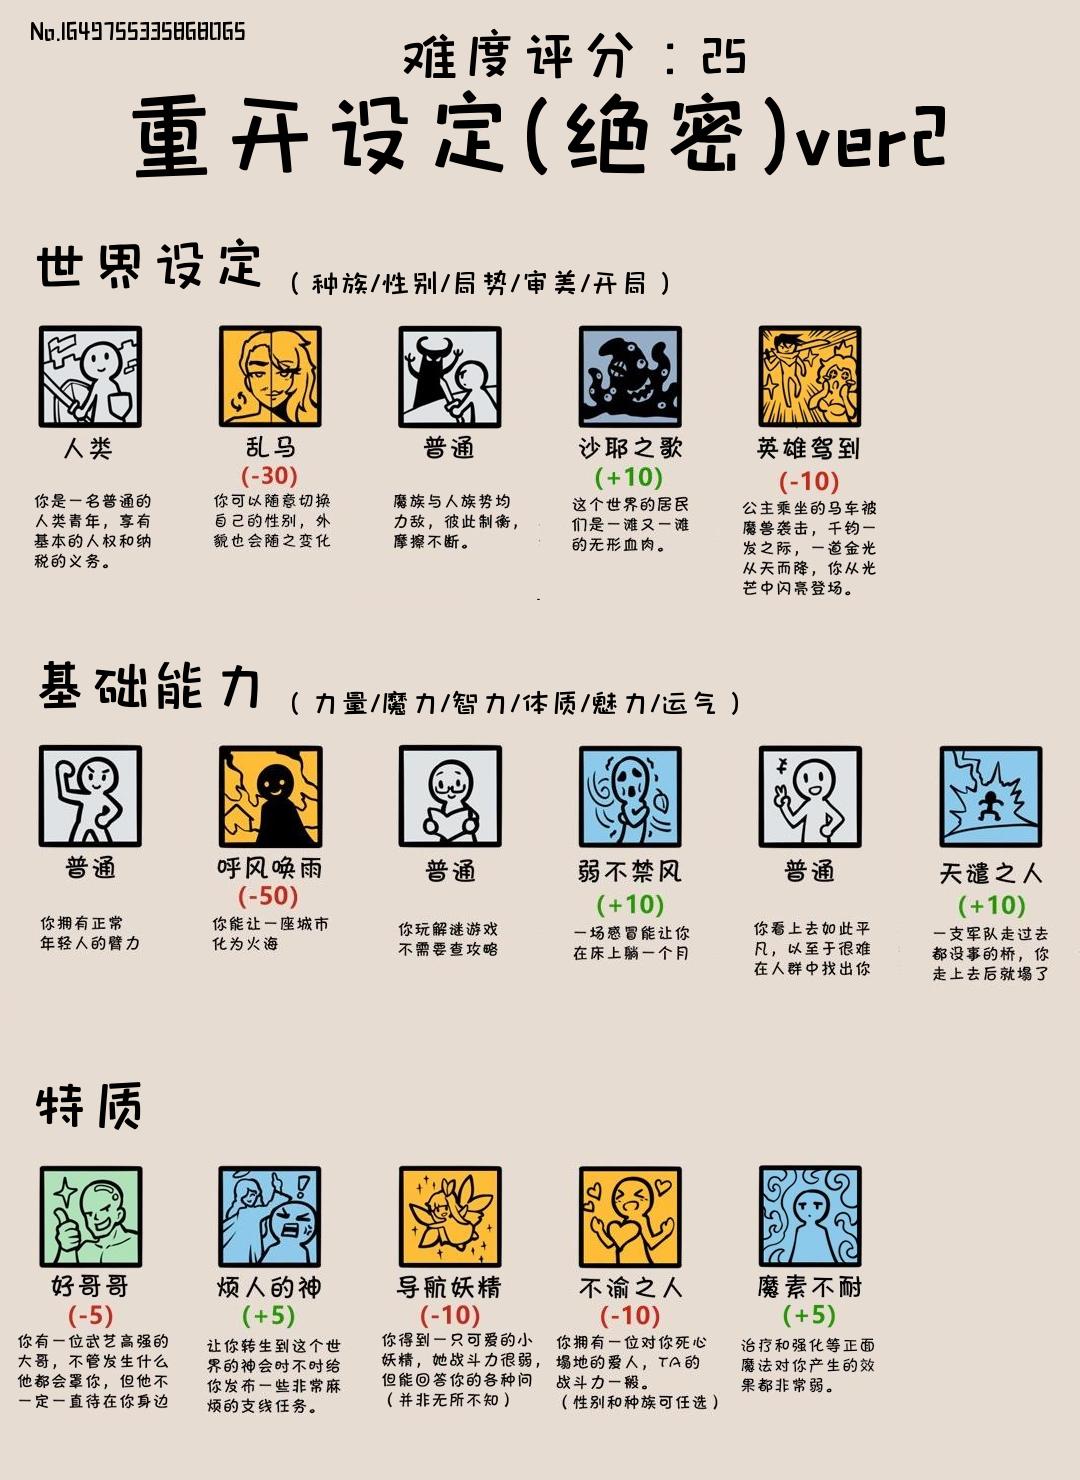 No.1649755335868065
难度评分：25
重开设定(绝密)ver2
世界设定（种族/性别/局势/审美/开局）
人类
乱马
普通
沙耶之歌
英雄驾到
(-30)
(+10)
(-10)
你是一名普通的
人类青年，享有
基本的人权和纳
税的义务。
你可以随意切换
自己的性别，外
貌也会随之变化
魔族与人族势均
力敌，彼此制衡，
摩擦不断。
这个世界的居民
们是一滩又一滩
的无形血肉。
公主乘坐的马车被
魔兽袭击，千钧一
发之际，一道金光
从天而降，你从光
芒中闪亮登场。
基础能力（力量/魔力/智力/体质/魅力/运气）
普通
呼风唤雨
普通
弱不禁风
普通
天谴之人
(-50)
(+10)
(+10)
你拥有正常
年轻人的臂力
你能让一座城市
化为火海
你玩解谜游戏
不需要查攻略
一场感冒能让你
在床上躺一个月
你看上去如此平
凡，以至于很难
在人群中找出你
一支军队走过去
都没事的桥，你
走上去后就塌了
特质
好哥哥
烦人的神
导航妖精
不渝之人
魔素不耐
(-5)
(+5)
(-10)
(-10)
(+5)
你有一位武艺高强的
大哥，不管发生什么
他都会罩你，但他不
一定一直待在你身边
让你转生到这个世
界的神会时不时给
你发布一些非常麻
烦的支线任务。
你得到一只可爱的小
妖精，她战斗力很弱，
但能回答你的各种问
（并非无所不知）
你拥有一位对你死心
塌地的爱人，TA的
战斗力一般。
（性别和种族可任选）
治疗和强化等正面
魔法对你产生的效
果都非常弱。